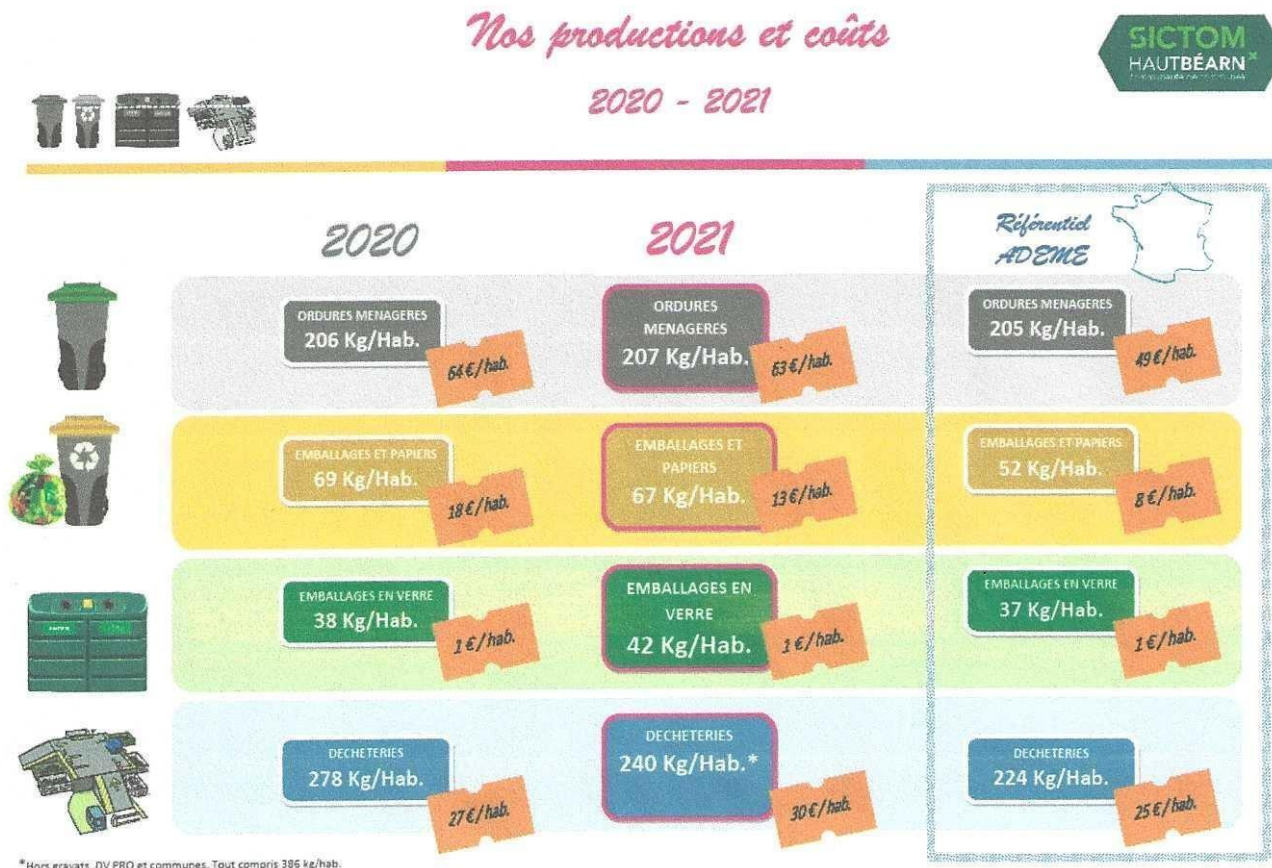 Nos productions et coûts
2020 - 2021
SICTOM
HAUTBÉARN
2020
2021
Référentiel
ADEME
ORDURES MENAGERES
206 Kg/Hab.
64 €/hab.
ORDURES
MENAGERES
207 Kg/Hab.
63 €/hab.
ORDURES MENAGERES
205 Kg/Hab.
49 €/hab.
EMBALLAGES ET PAPIERS
69 Kg/Hab.
18 €/hab.
EMBALLAGES ET
PAPIERS
67 Kg/Hab.
13 €/hab.
EMBALLAGES ET PAPIERS
52 Kg/Hab.
8 €/hab.
EMBALLAGES EN VERRE
38 Kg/Hab.
1 €/hab.
EMBALLAGES EN
VERRE
42 Kg/Hab.
1 €/hab.
EMBALLAGES EN VERRE
37 Kg/Hab.
1 €/hab.
DECHETERIES
278 Kg/Hab.
27 €/hab.
DECHETERIES
240 Kg/Hab.*
30 €/hab.
DECHETERIES
224 Kg/Hab.
25 €/hab.
*Hors gravats, DV PRO et communes. Tout compris 386 kg/hab.